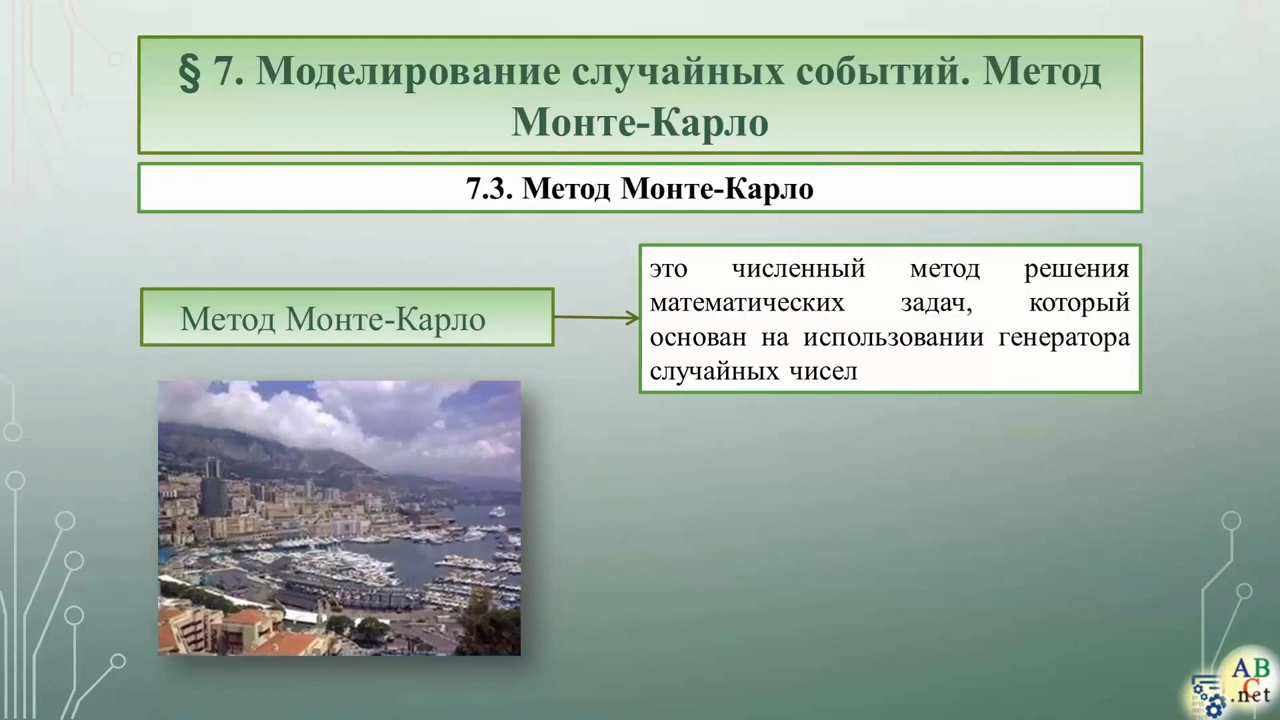 § 7. Моделирование случайных событий. Метод
Монте-Карло
7.3. Метод Монте-Карло
Метод Монте-Карло
это численный метод решения
математических задач, который
основан на использовании генератора
случайных чисел
ABC
.net